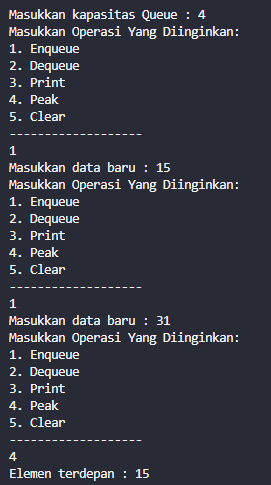 Masukkan kapasitas Queue : 4
Masukkan Operasi Yang Diinginkan:
1. Enqueue
2. Dequeue
3. Print
4. Peak
5. Clear
-------------------
1
Masukkan data baru : 15
Masukkan Operasi Yang Diinginkan:
1. Enqueue
2. Dequeue
3. Print
4. Peak
5. Clear
-------------------
1
Masukkan data baru : 31
Masukkan Operasi Yang Diinginkan:
1. Enqueue
2. Dequeue
3. Print
4. Peak
5. Clear
-------------------
4
Elemen terdepan : 15